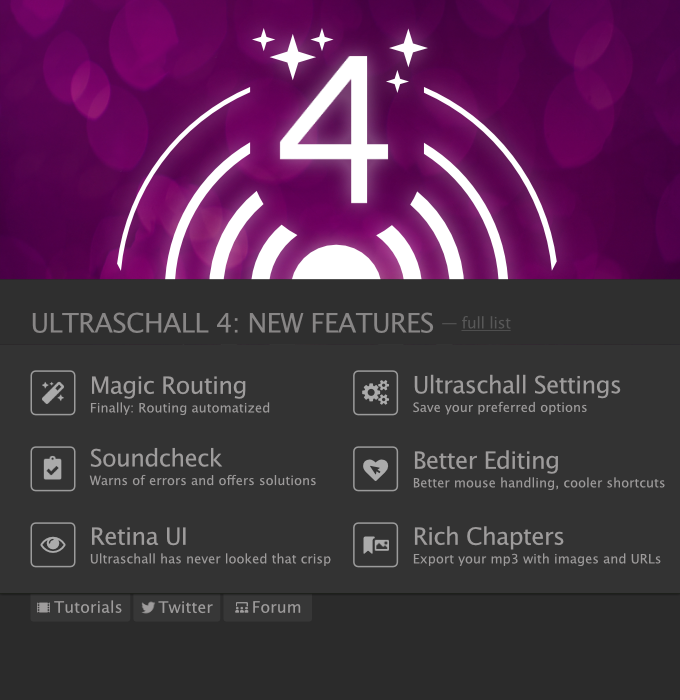 4
ULTRASCHALL 4: NEW FEATURES — full list
Magic Routing
Finally: Routing automatized
Ultraschall Settings
Save your preferred options
Soundcheck
Warns of errors and offers solutions
Better Editing
Better mouse handling, cooler shortcuts
Retina UI
Ultraschall has never looked that crisp
Rich Chapters
Export your mp3 with images and URLs
Tutorials
Twitter
Forum